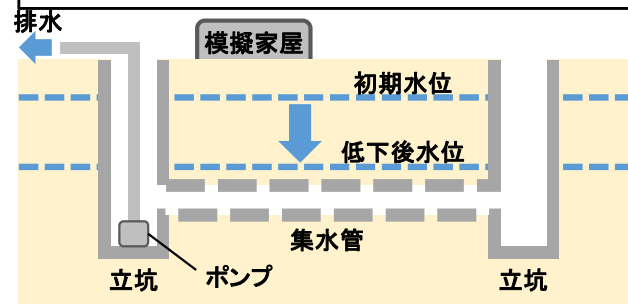 排水
模擬家屋
初期水位
低下後水位
集水管
立坑
ポンプ
立坑